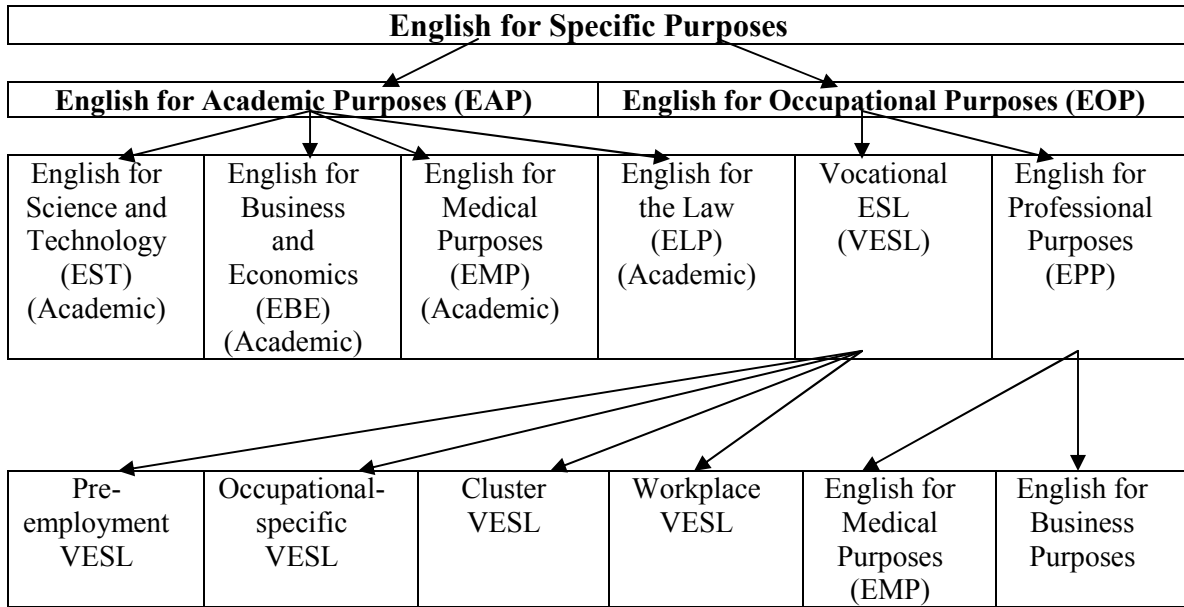 English for Specific Purposes
English for Academic Purposes (EAP)
English for Occupational Purposes (EOP)
English for
Science and
Technology
(EST)
(Academic)
English for
Business
and
Economics
(EBE)
(Academic)
English for
Medical
Purposes
(EMP)
(Academic)
English for
the Law
(ELP)
(Academic)
Vocational
ESL
(VESL)
English for
Professional
Purposes
(EPP)
Pre-
employment
VESL
Occupational-
specific
VESL
Cluster
VESL
Workplace
VESL
English for
Medical
Purposes
(EMP)
English for
Business
Purposes